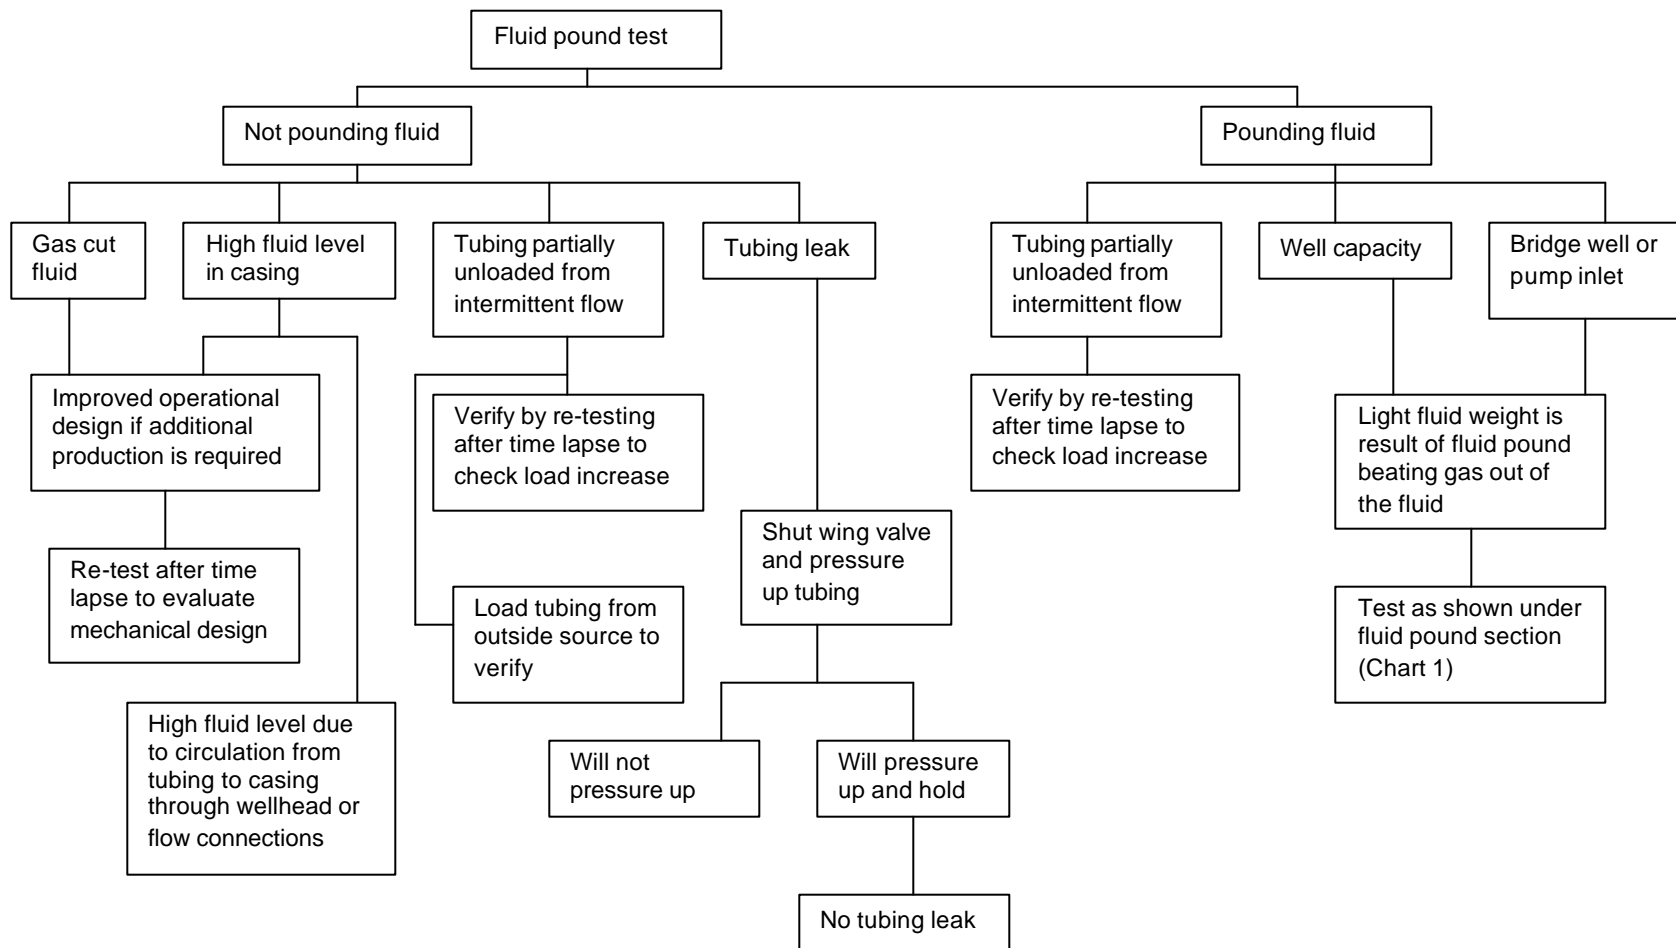 Fluid pound test
Not pounding fluid
Pounding fluid
Gas cut
fluid
High fluid level
in casing
Tubing partially
unloaded from
intermittent flow
Tubing leak
Tubing partially
unloaded from
intermittent flow
Well capacity
Bridge well or
pump inlet
Improved operational
design if additional
production is required
Verify by re-testing
after time lapse to
check load increase
Verify by re-testing
after time lapse to
check load increase
Light fluid weight is
result of fluid pound
beating gas out of
the fluid
Shut wing valve
and pressure
up tubing
Re-test after time
lapse to evaluate
mechanical design
Load tubing from
outside source to
verify
Test as shown under
fluid pound section
(Chart 1)
High fluid level due
to circulation from
tubing to casing
through wellhead or
flow connections
Will not
pressure up
Will pressure
up and hold
No tubing leak